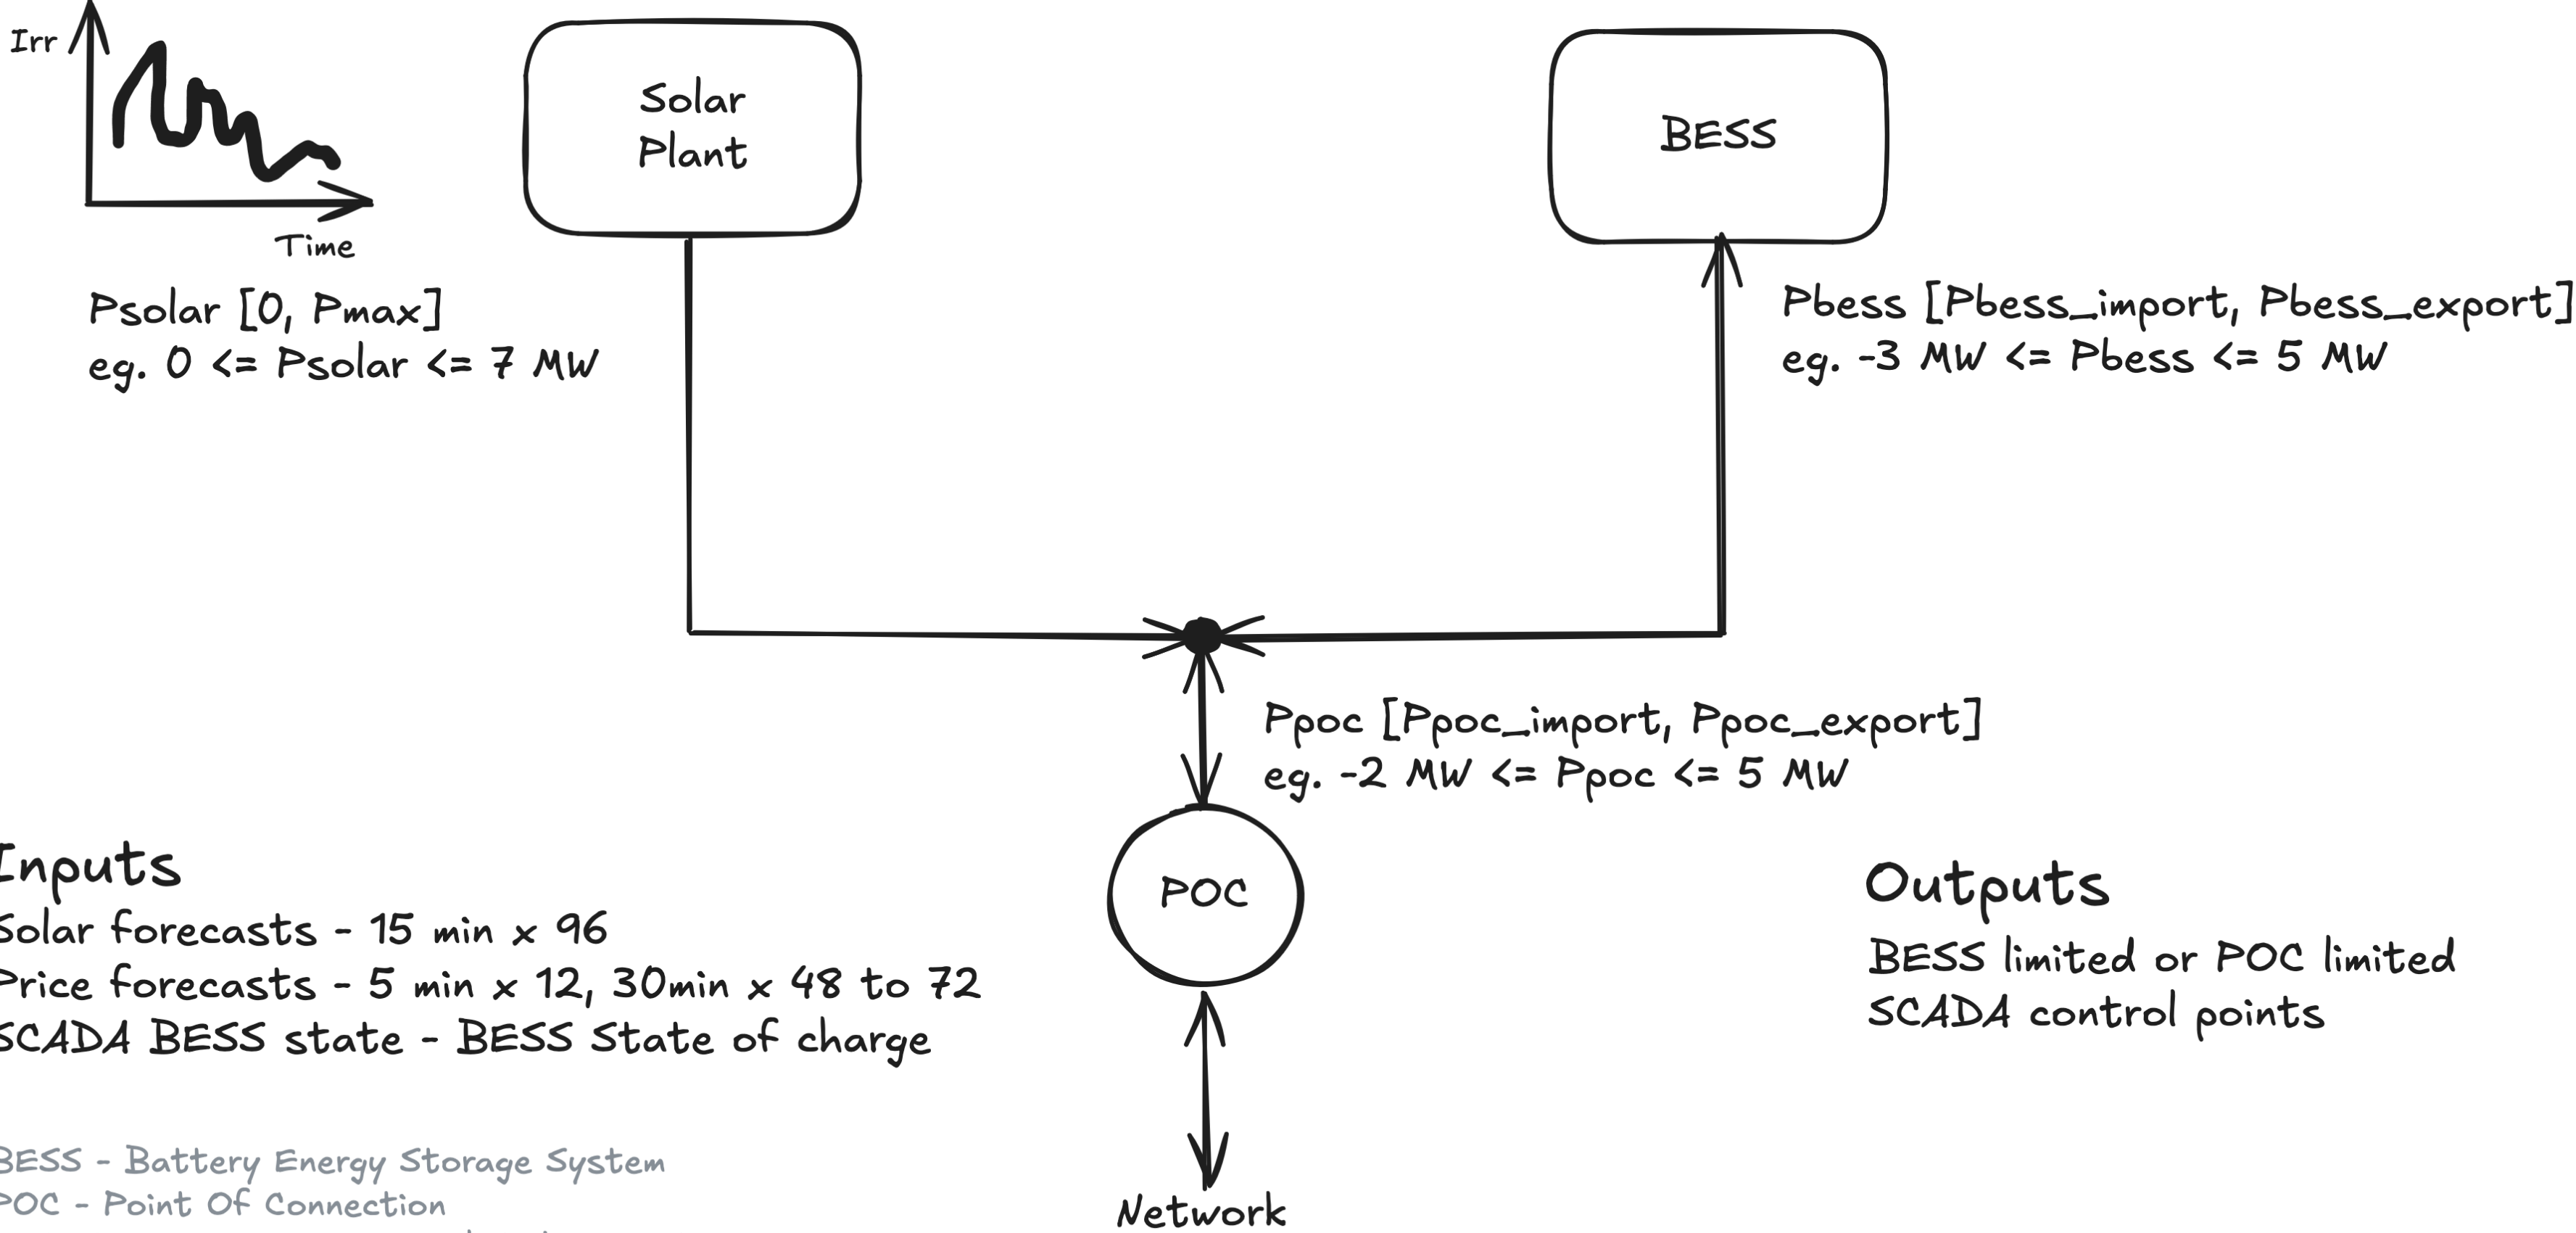 Irr
Time
Solar
Plant
BESS
Psolar [0, Pmax]
eg. 0 <= Psolar <= 7 MW
Pbess [Pbess_import, Pbess_export]
eg. -3 MW <= Pbess <= 5 MW
Ppoc [Ppoc_import, Ppoc_export]
eg. -2 MW <= Ppoc <= 5 MW
POC
Network
Inputs
Solar forecasts - 15 min x 96
Price forecasts - 5 min x 12, 30min x 48 to 72
SCADA BESS state - BESS State of charge
Outputs
BESS limited or POC limited
SCADA control points
BESS - Battery Energy Storage System
POC - Point Of Connection